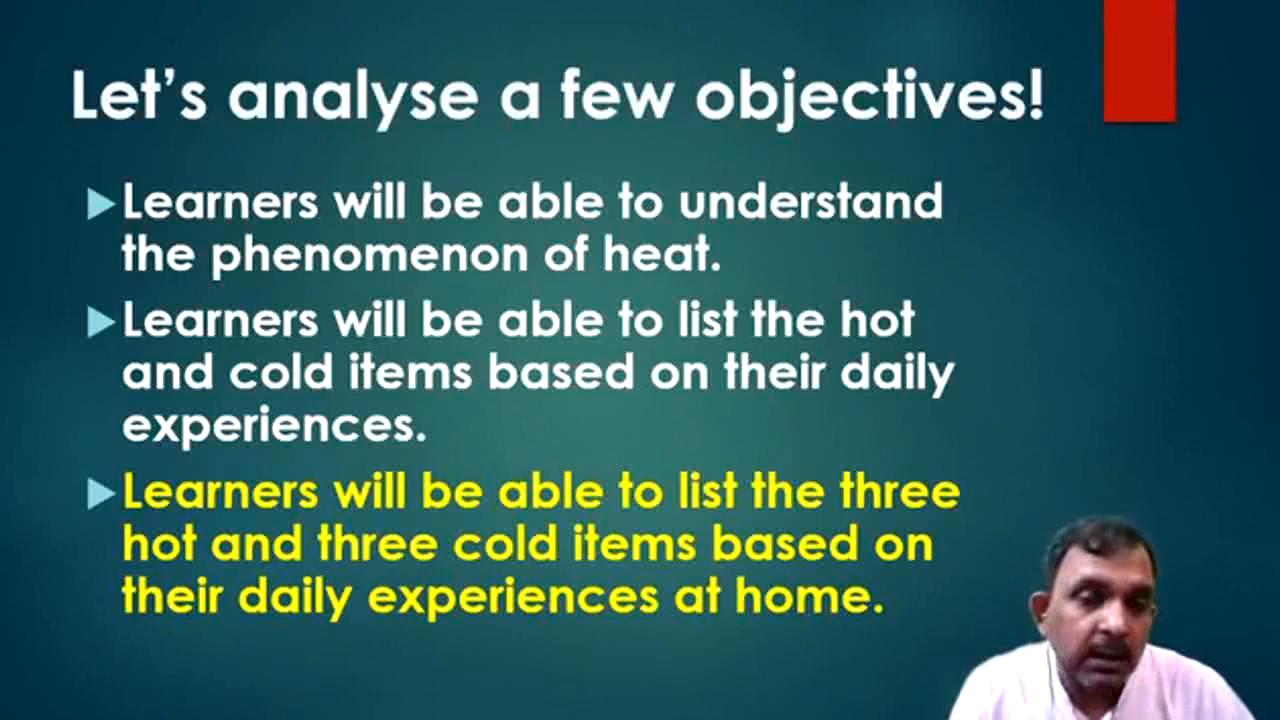 Let's analyse a few objectives!
Learners will be able to understand
the phenomenon of heat.
Learners will be able to list the hot
and cold items based on their daily
experiences.
Learners will be able to list the three
hot and three cold items based on
their daily experiences at home.